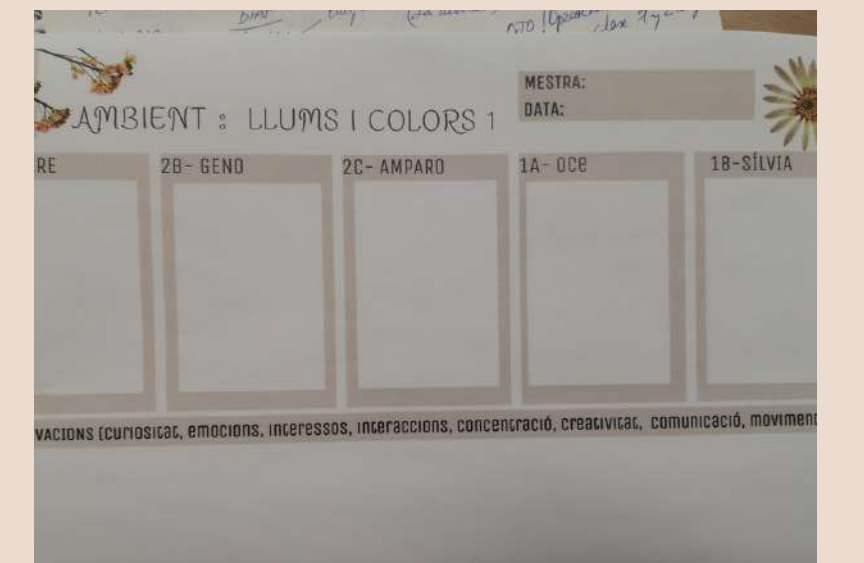 MESTRA:
AMBIENT : LLUMS I COLORS 1
DATA:
RE 2B- GENO 2C- AMPARO 1A- OCE 1B-SÍLVIA
VACIONS (CURIOSITAT, EMOCIONS, INTERESSOS, INTERACCIONS, CONCENTRACIÓ, CREATIVITAT, COMUNICACIÓ, MOVIMENT